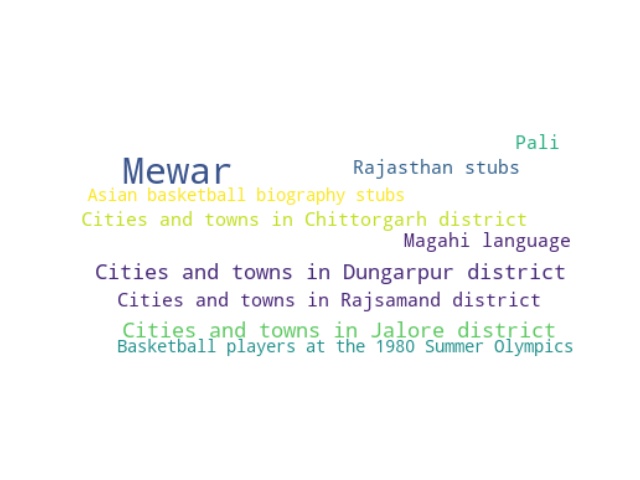 Pali
Mewar
Rajasthan stubs
Asian basketball biography stubs
Cities and towns in Chittorgarh district
Magahi language
Cities and towns in Dungarpur district
Cities and towns in Rajsamand district
Cities and towns in Jalore district
Basketball players at the 1980 Summer Olympics